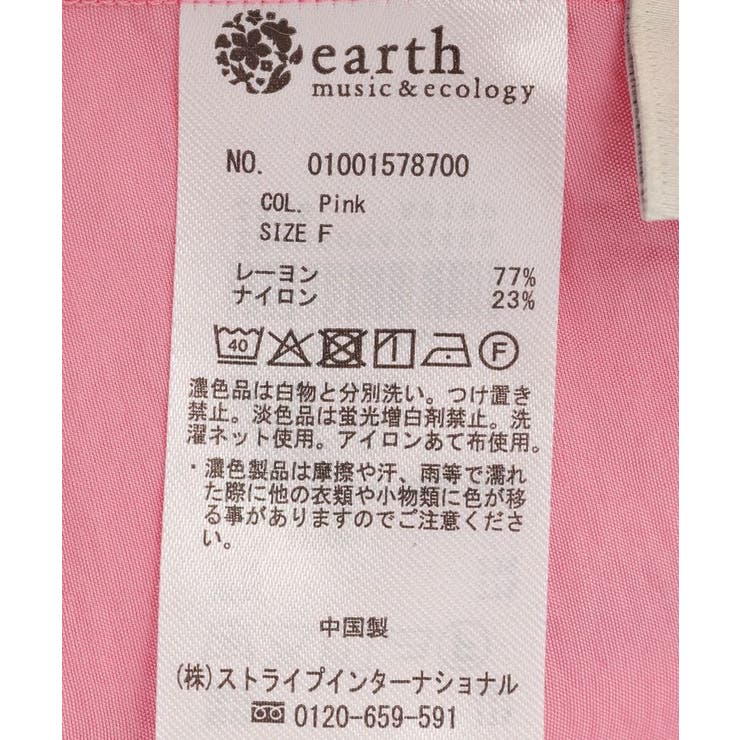 earth
music&ecology
NO. 01001578700
COL. Pink
SIZE F
レーヨン 77%
ナイロン 23%
40 F
濃色品は白物と分別洗い。つけ置き
禁止。淡色品は蛍光増白剤禁止。洗
濯ネット使用。アイロンあて布使用。
・濃色製品は摩擦や汗、雨等で濡れ
た際に他の衣類や小物類に色が移
る事がありますのでご注意くださ
い。
中国製
(株)ストライプインターナショナル
0120-659-591